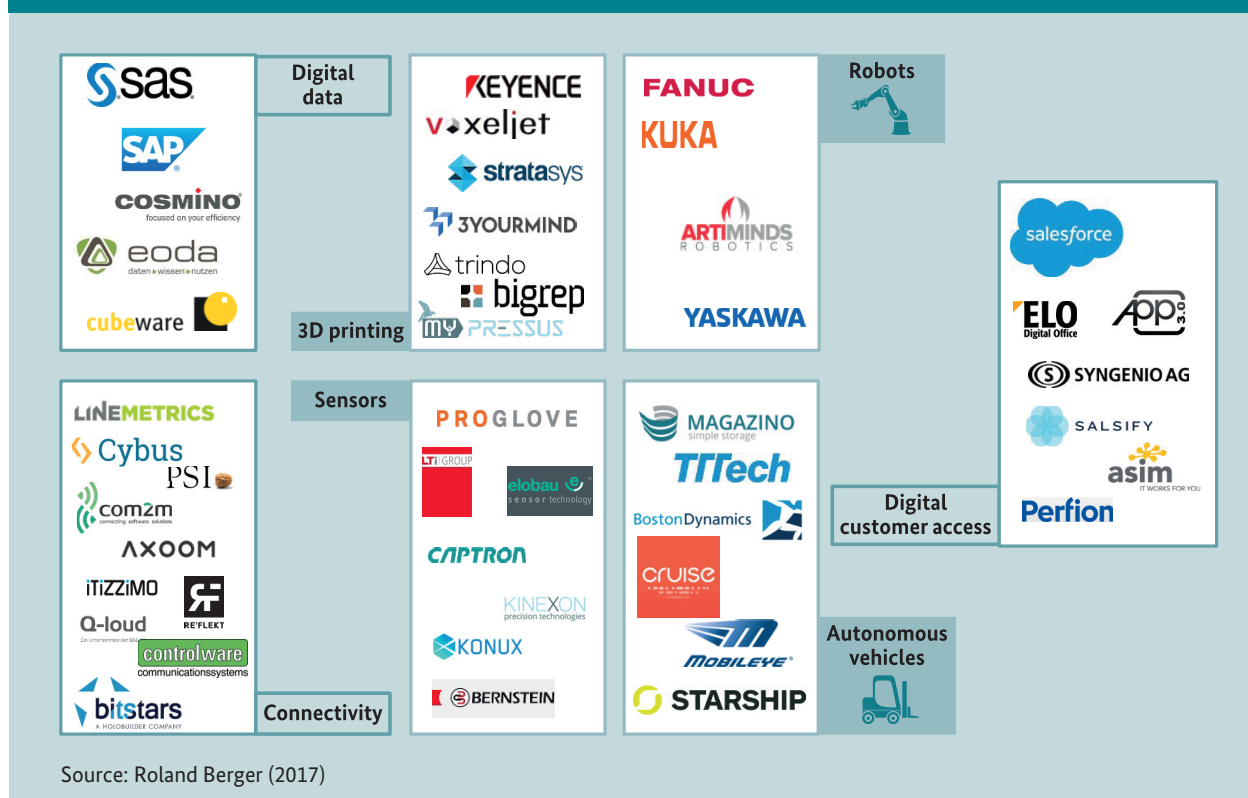 sas
Digital
data
SAP
COSMINO
focused on your efficiency
eoda
daten wissen nutzen
cubeware
KEYENCE
voxeljet
stratasys
3YOURMIND
trindo
bigrep
MY PRESSUS
3D printing
FANUC
KUKA
ARTIMINDS
ROBOTICS
YASKAWA
Robots
salesforce
ELO
Digital Office
App 3.0
S SYNGENIO AG
SALSIFY
asim
IT WORKS FOR YOU
Perfion
Digital
customer access
LINEMETRICS
Cybus
PSI
com2m
connecting software solutions
AXOOM
iTiZZiMO
RF
RE'FLEKT
Q-loud
controlware
communicationssystems
bitstars
A HOLOBUILDER COMPANY
Connectivity
Sensors
PROGLOVE
LTi GROUP
elobau e
sensor technology
CAPTRON
KINEXON
precision technologies
KONUX
BERNSTEIN
MAGAZINO
simple storage
TTTech
Boston Dynamics
cruise
MOBILEYE
STARSHIP
Autonomous
vehicles
Source: Roland Berger (2017)